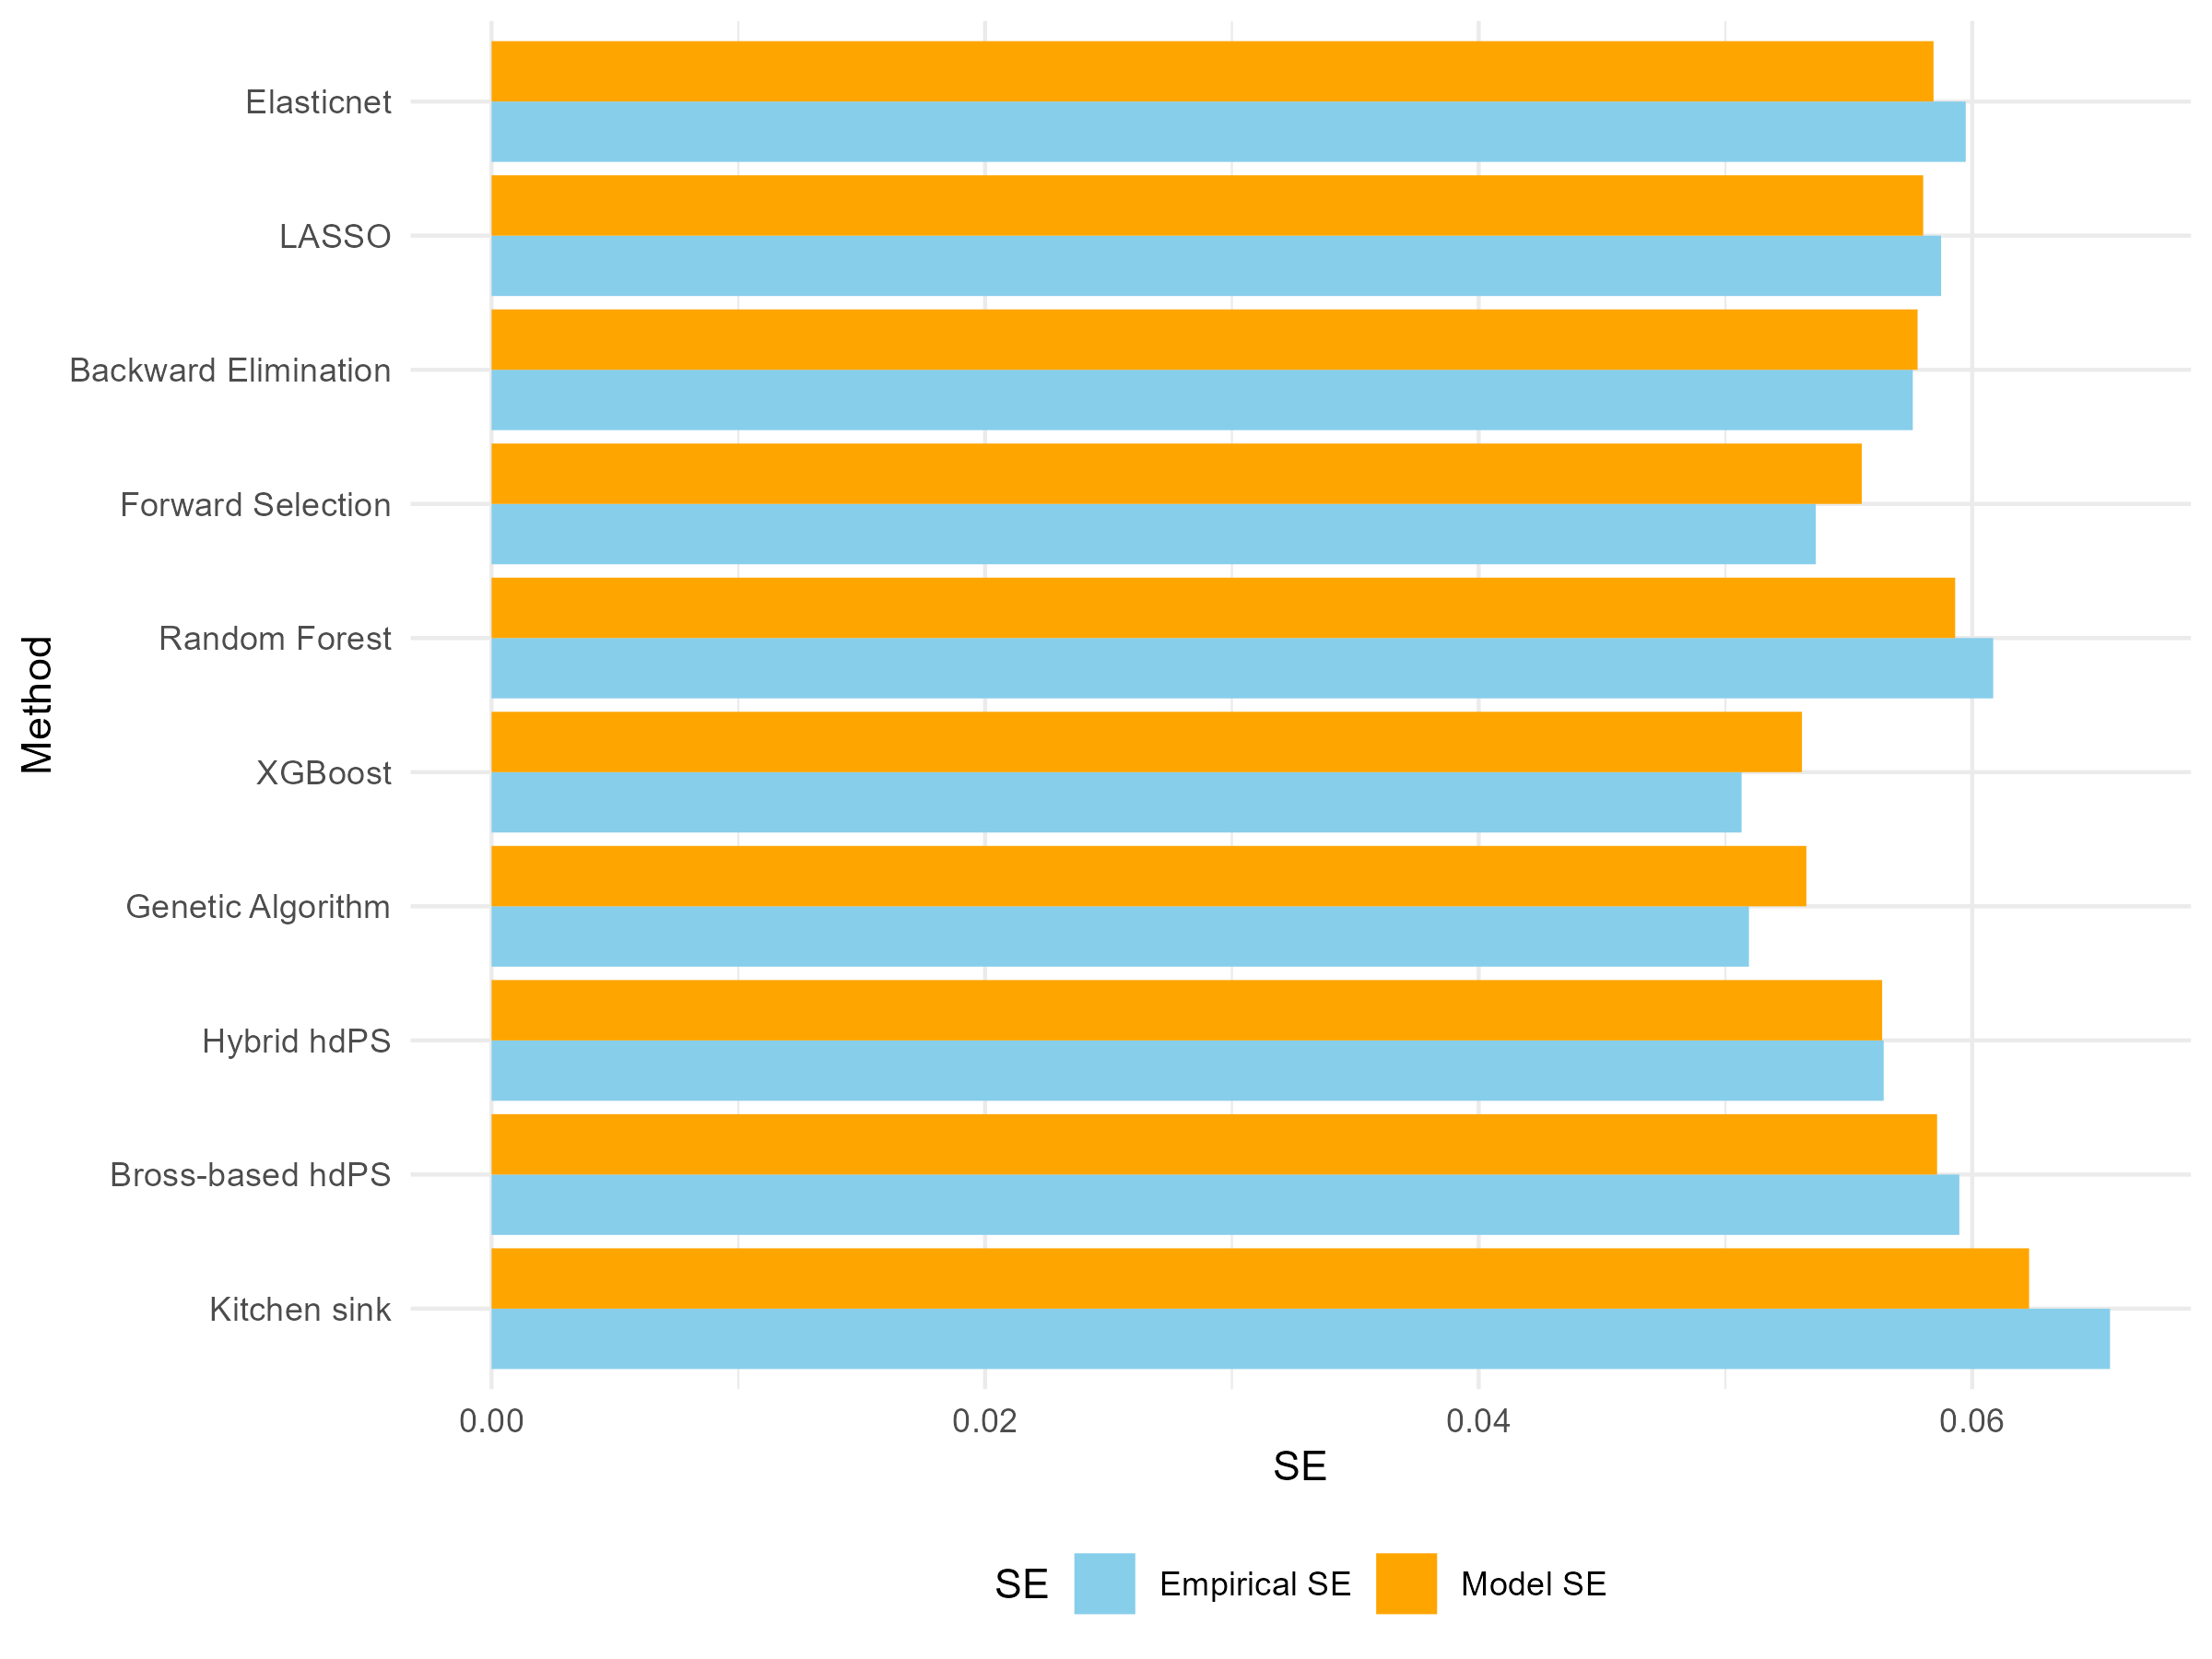 Elasticnet
LASSO
Backward Elimination
Forward Selection
Random Forest
XGBoost
Genetic Algorithm
Hybrid hdPS
Bross-based hdPS
Kitchen sink
Method
0.00 0.02 0.04 0.06
SE
SE Empirical SE Model SE